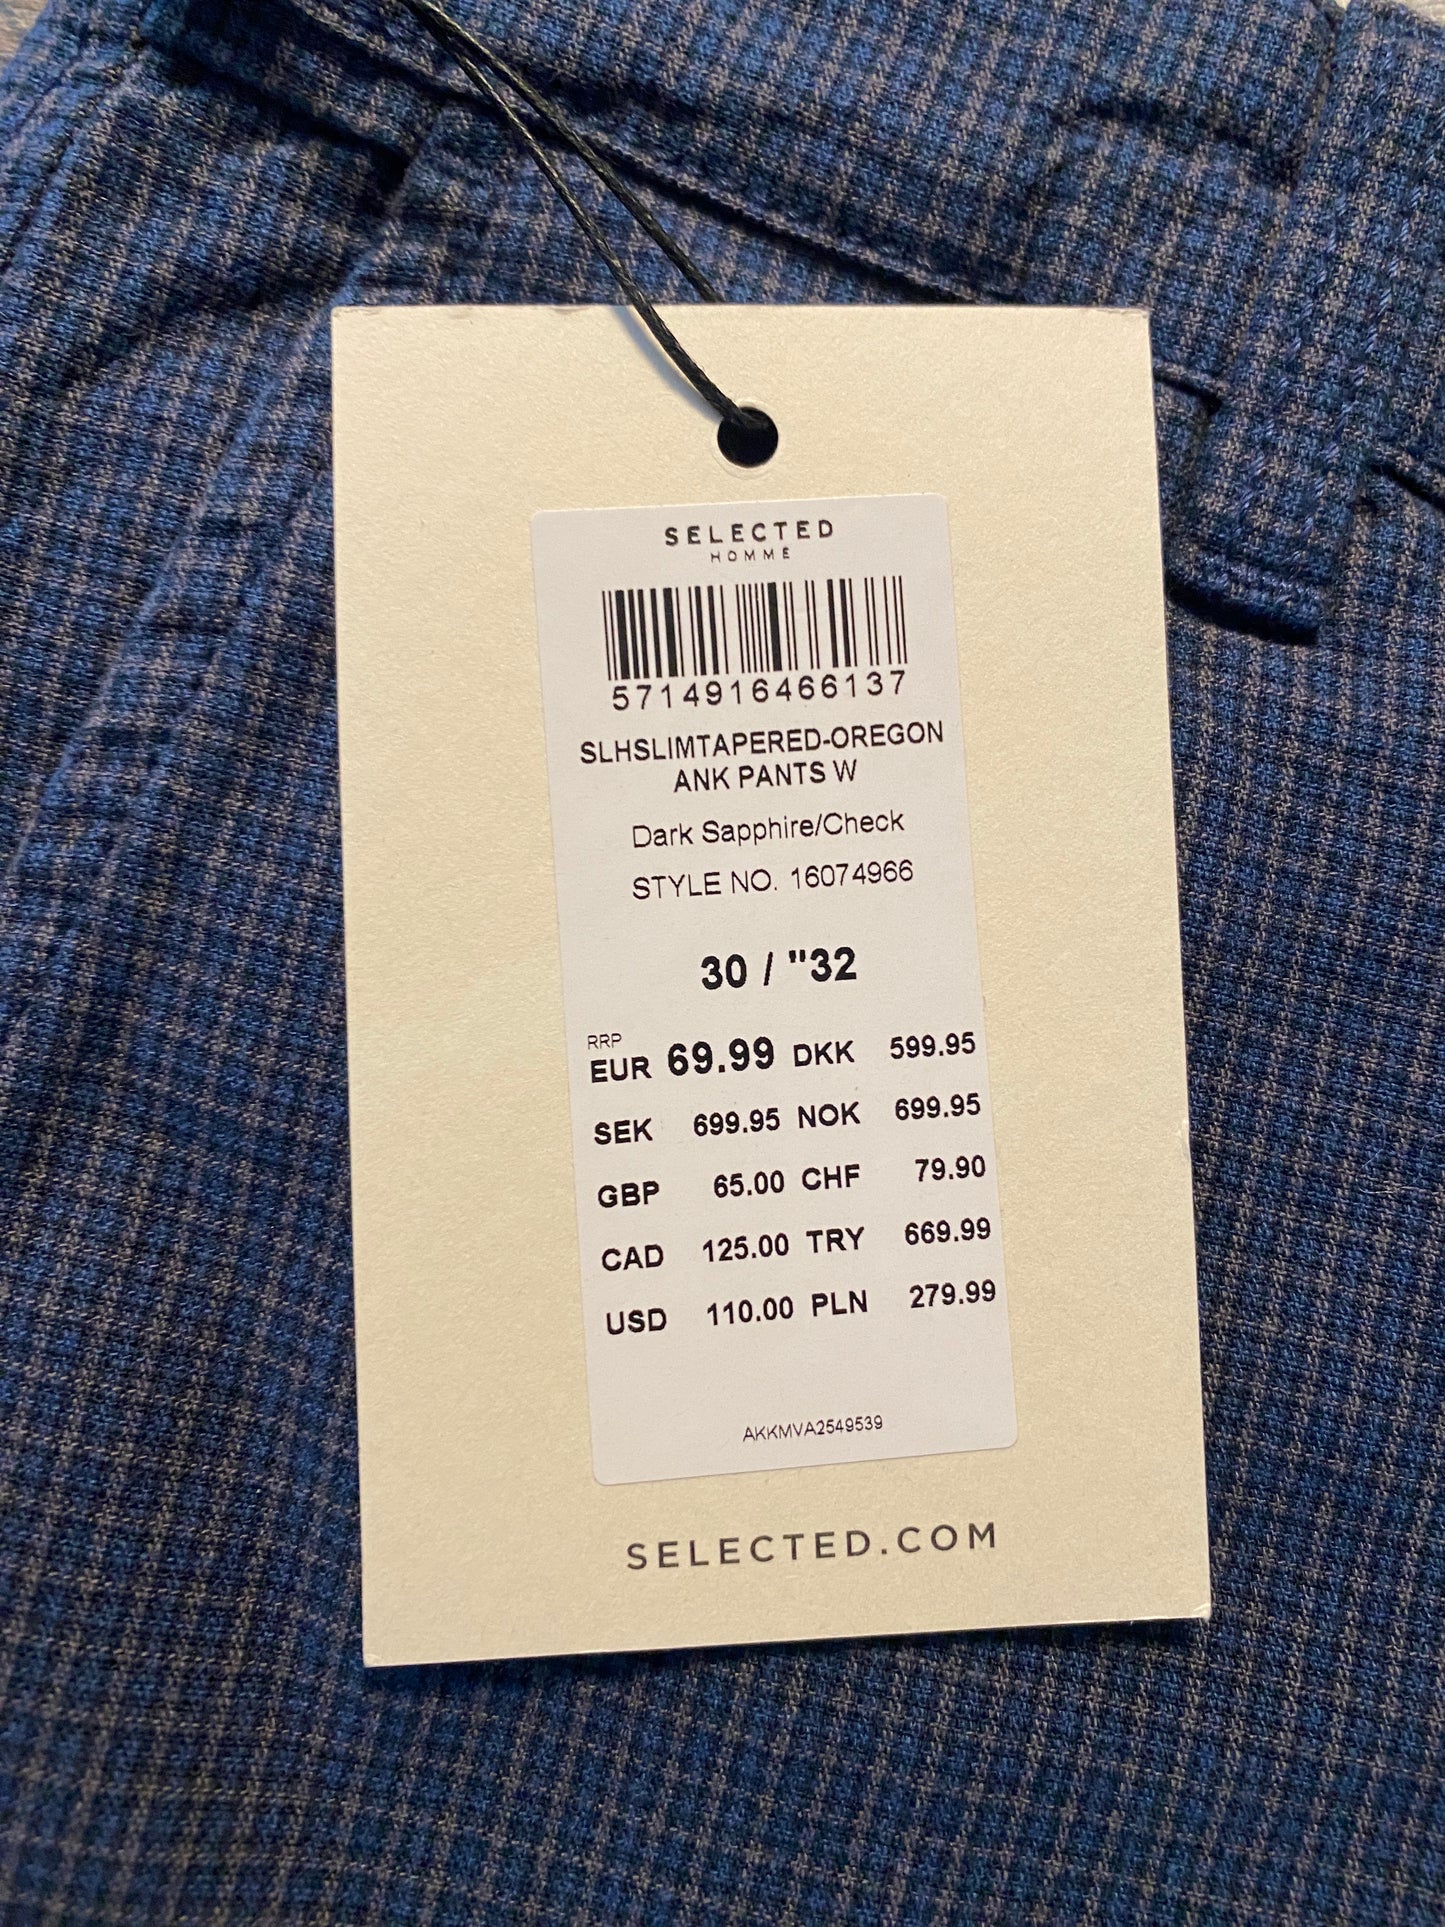 SELECTED
HOMME
5714916466137
SLHSLIMTAPERED-OREGON
ANK PANTS W
Dark Sapphire/Check
STYLE NO. 16074966
30 / "32
RRP
EUR 69.99 DKK 599.95
SEK 699.95 NOK 699.95
GBP 65.00 CHF 79.90
CAD 125.00 TRY 669.99
USD 110.00 PLN 279.99
AKKMVA2549539
SELECTED.COM